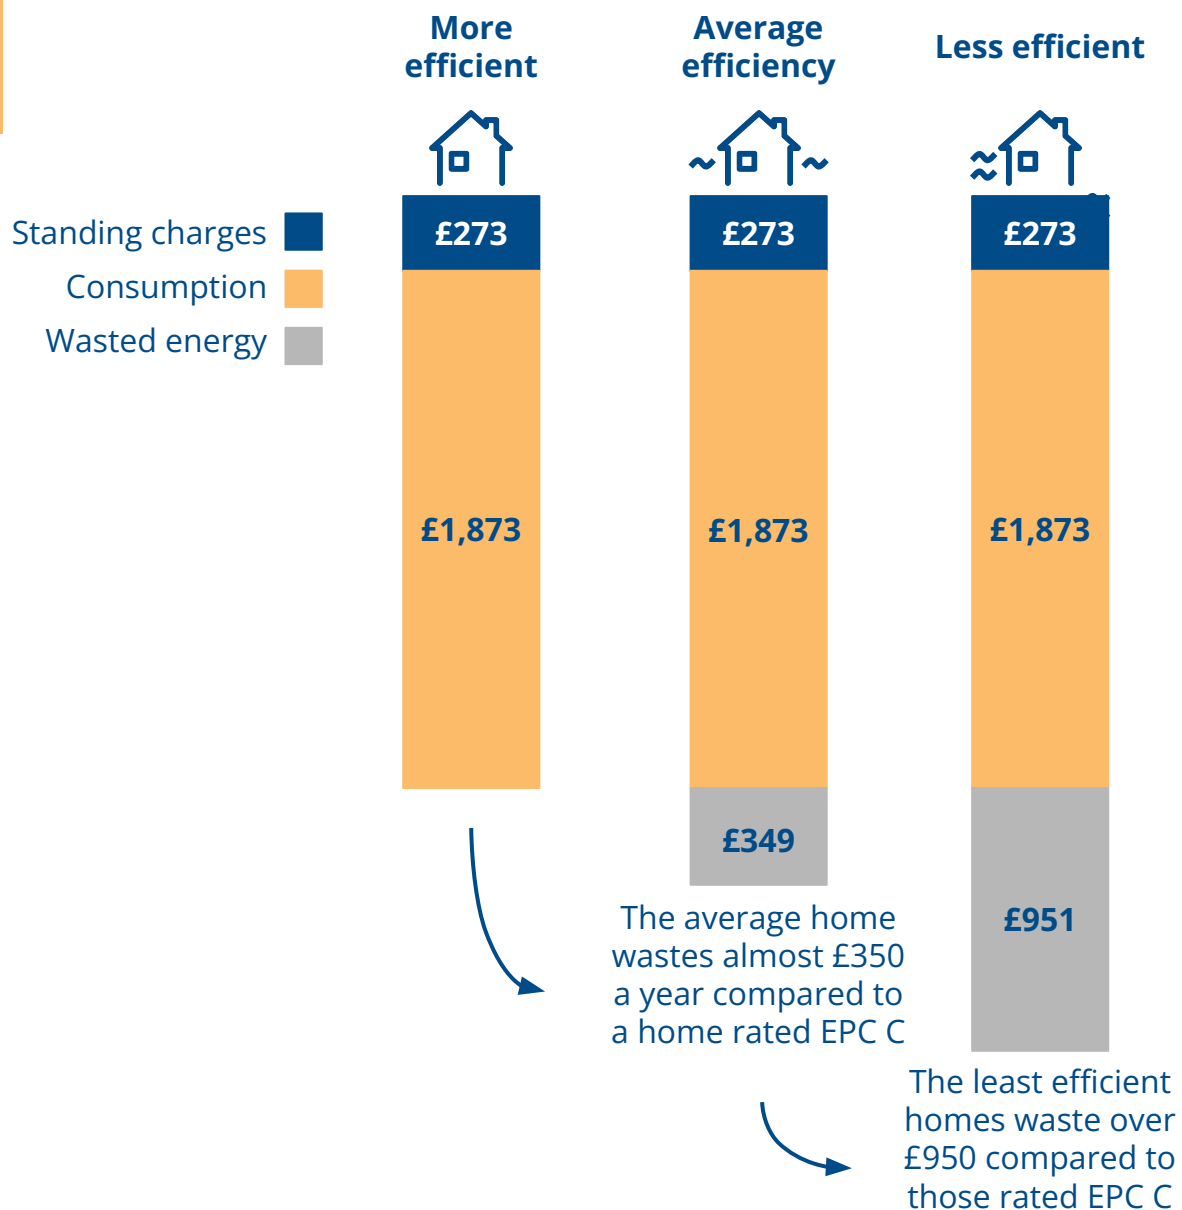 More
efficient
Average
efficiency
Less efficient
Standing charges
Consumption
Wasted energy
£273
£273
£273
£1,873
£1,873
£1,873
£349
£951
The average home
wastes almost £350
a year compared to
a home rated EPC C
The least efficient
homes waste over
£950 compared to
those rated EPC C